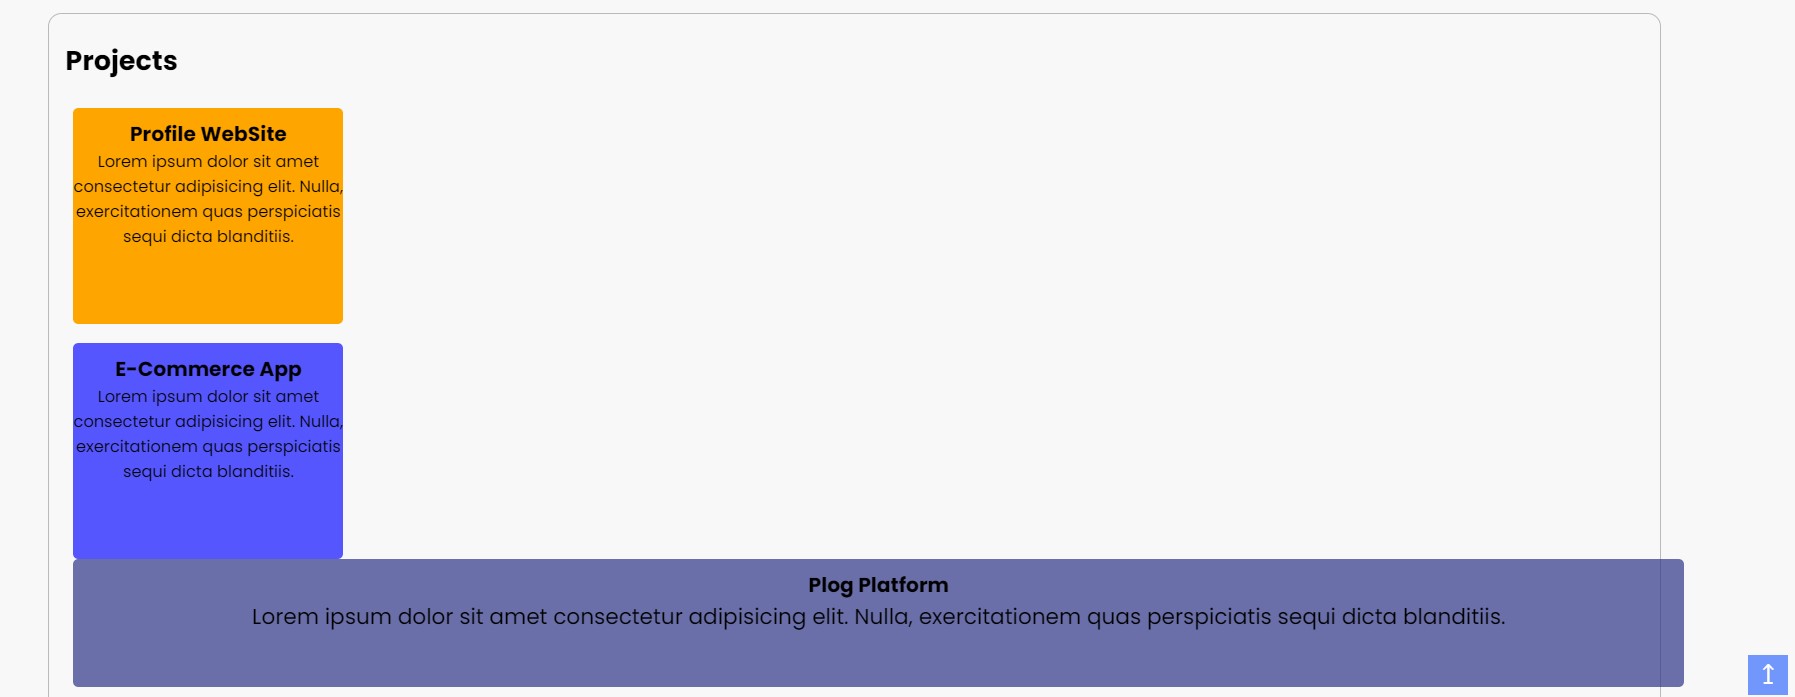 Projects
Profile WebSite
Lorem ipsum dolor sit amet
consectetur adipisicing elit. Nulla,
exercitationem quas perspiciatis
sequi dicta blanditiis.
E-Commerce App
Lorem ipsum dolor sit amet
consectetur adipisicing elit. Nulla,
exercitationem quas perspiciatis
sequi dicta blanditiis.
Plog Platform
Lorem ipsum dolor sit amet consectetur adipisicing elit. Nulla, exercitationem quas perspiciatis sequi dicta blanditiis.